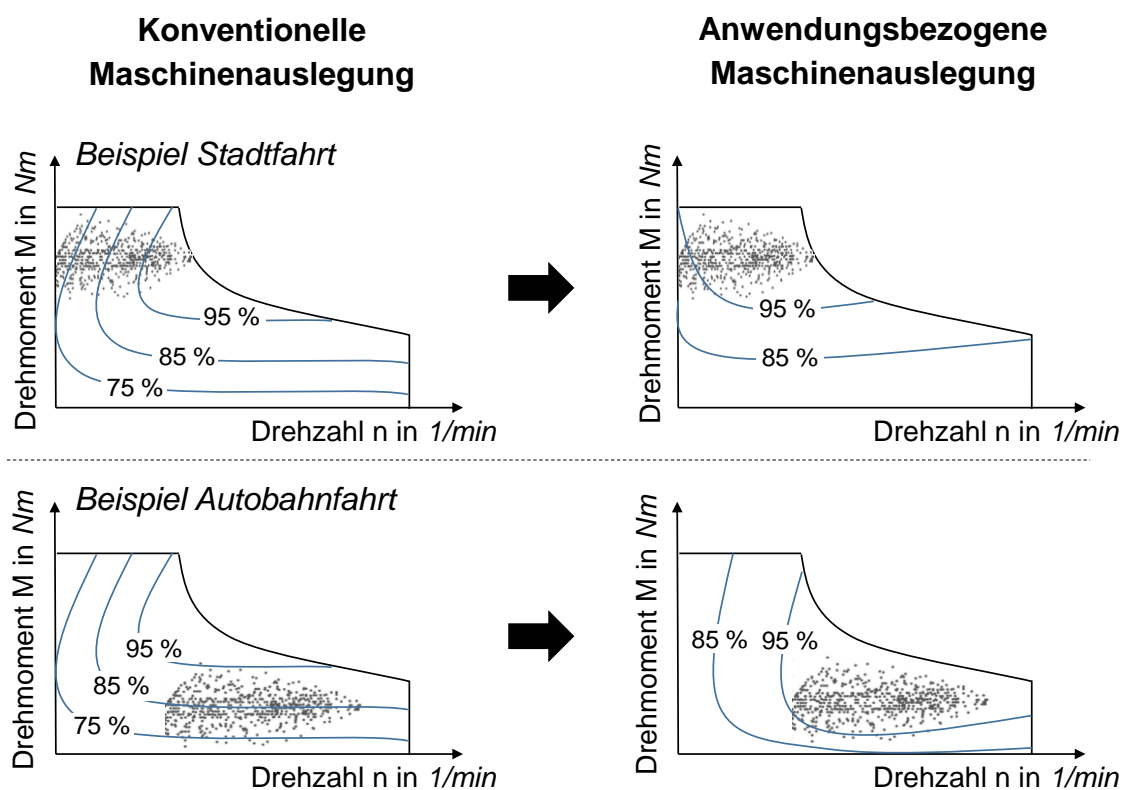 Konventionelle
Maschinenauslegung
Anwendungsbezogene
Maschinenauslegung
Beispiel Stadtfahrt
Drehmoment M in Nm
95 %
85 %
75 %
Drehzahl n in 1/min
Drehmoment M in Nm
95 %
85 %
Drehzahl n in 1/min
Beispiel Autobahnfahrt
Drehmoment M in Nm
95 %
85 %
75 %
Drehzahl n in 1/min
Drehmoment M in Nm
85 %
95 %
Drehzahl n in 1/min